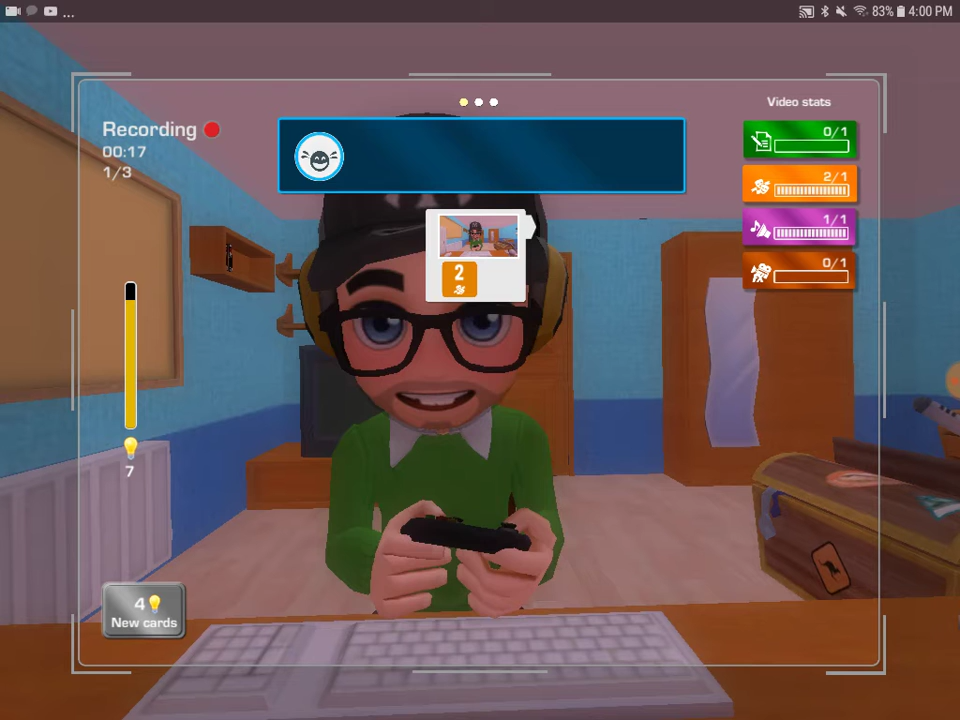 ...
83% 4:00 PM
Recording
00:17
1/3
Video stats
0/1
2/1
1/1
0/1
2
7
4
New cards